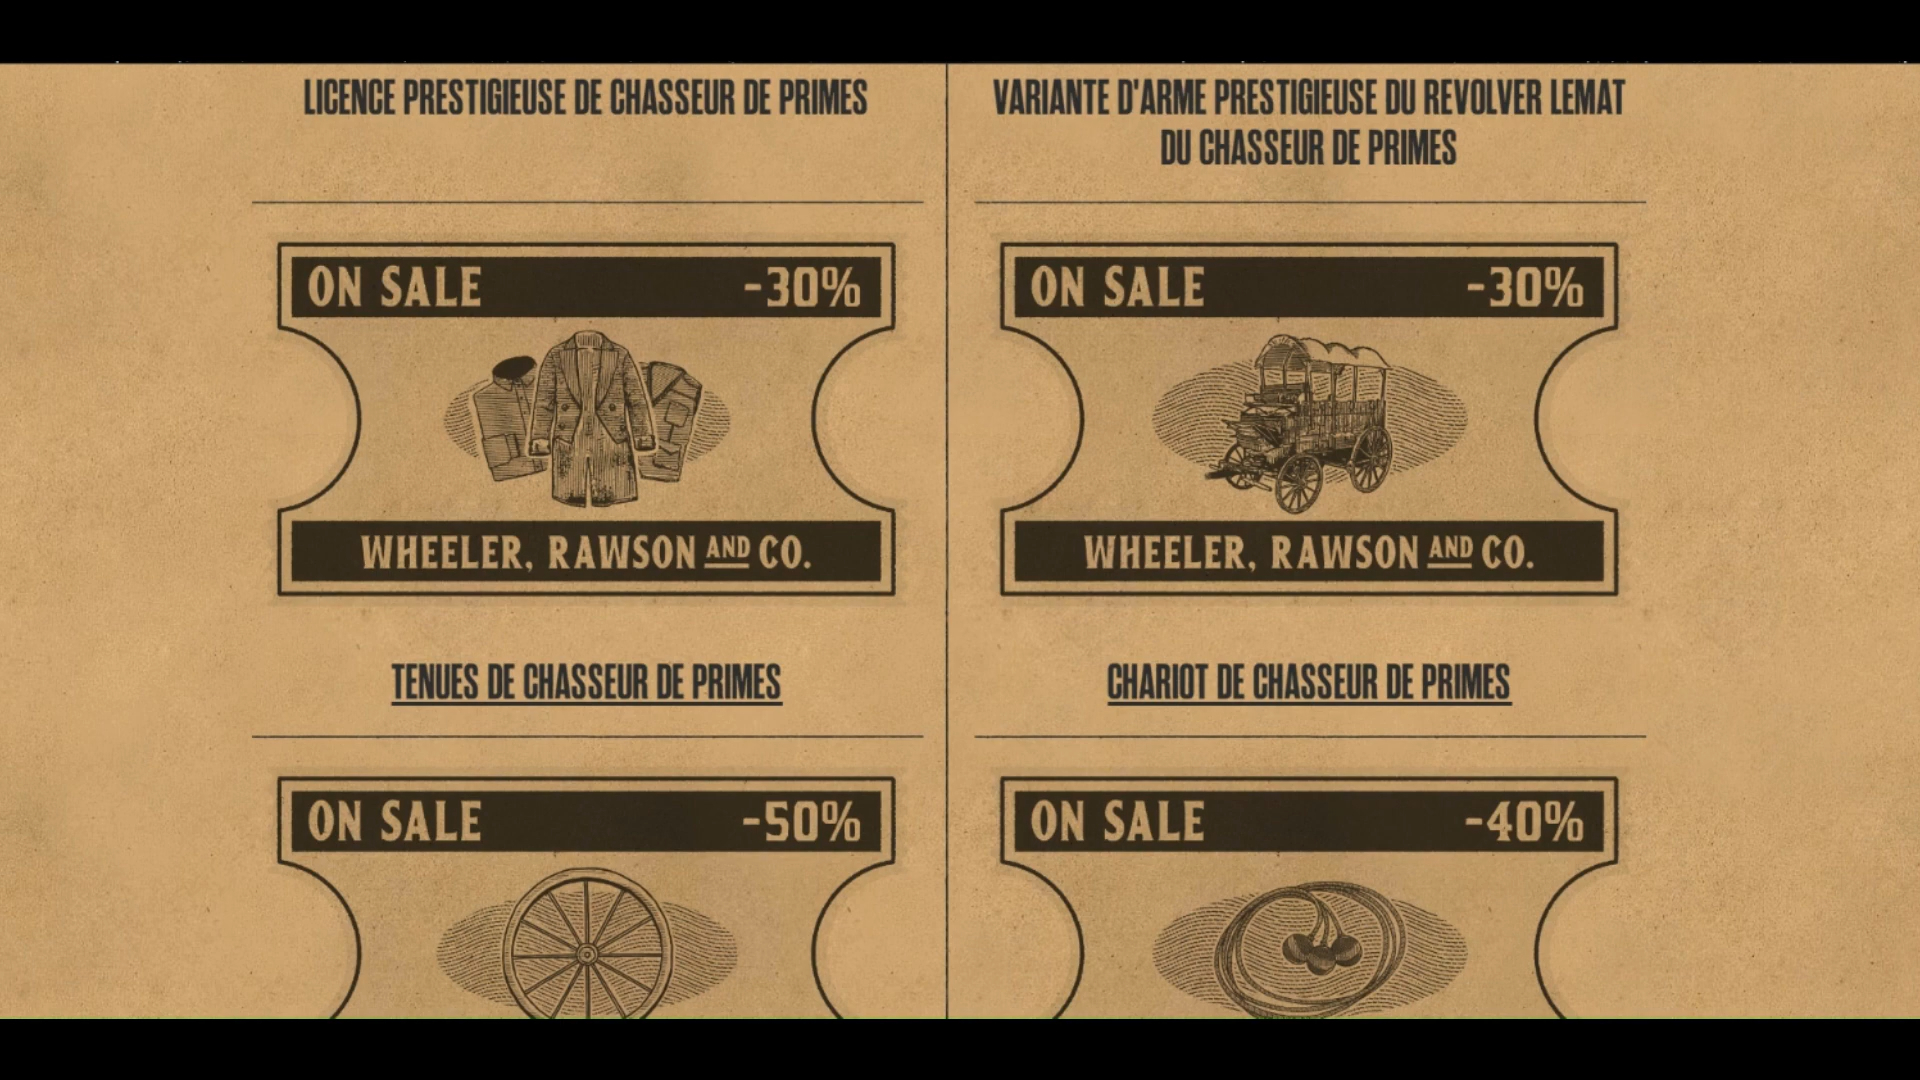 LICENCE PRESTIGIEUSE DE CHASSEUR DE PRIMES
VARIANTE D'ARME PRESTIGIEUSE DU REVOLVER LEMAT
DU CHASSEUR DE PRIMES
ON SALE -30%
WHEELER, RAWSON AND CO.
TENUES DE CHASSEUR DE PRIMES
ON SALE -30%
WHEELER, RAWSON AND CO.
CHARIOT DE CHASSEUR DE PRIMES
ON SALE -50%
ON SALE -40%